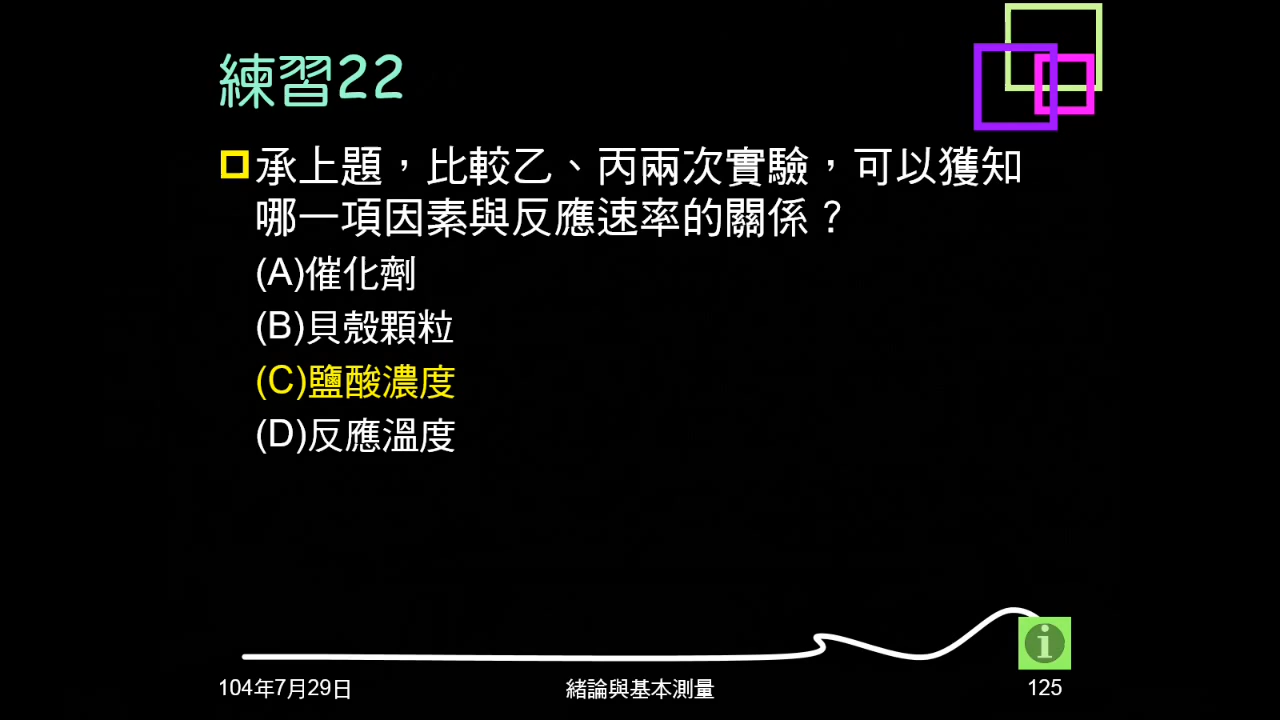 練習22
承上題，比較乙、丙兩次實驗，可以獲知
哪一項因素與反應速率的關係？
(A)催化劑
(B)貝殼顆粒
(C)鹽酸濃度
(D)反應溫度
104年7月29日
緒論與基本測量
125